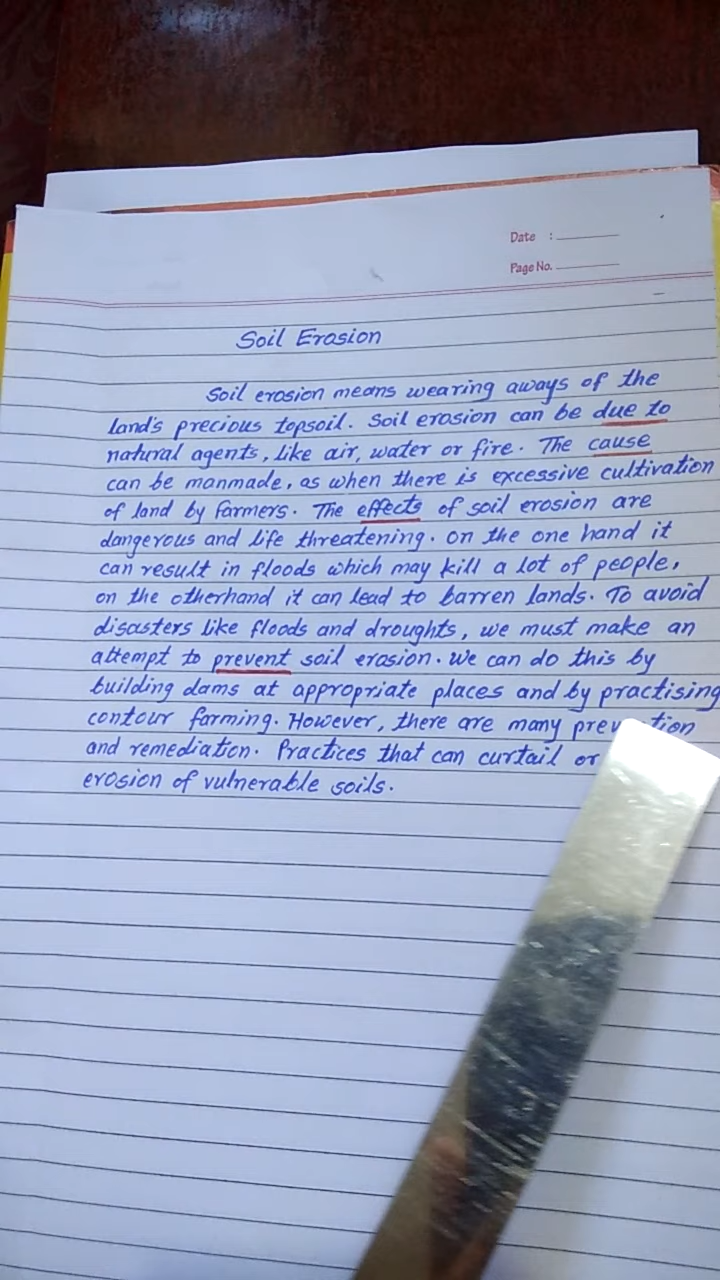 Date :
Page No.
Soil Erosion
Soil erosion means wearing aways of the
land's precious topsoil. Soil erosion can be due to
natural agents, like air, water or fire. The cause
can be manmade, as when there is excessive cultivation
of land by farmers. The effects of soil erosion are
dangerous and life threatening. on the one hand it
can result in floods which may kill a lot of people,
on the otherhand it can lead to barren lands. To avoid
disasters like floods and droughts, we must make an
attempt to prevent soil erosion. We can do this by
building dams at appropriate places and by practising
contour farming. However, there are many
and remediation. Practices that can curtail or
erosion of vulnerable soils.